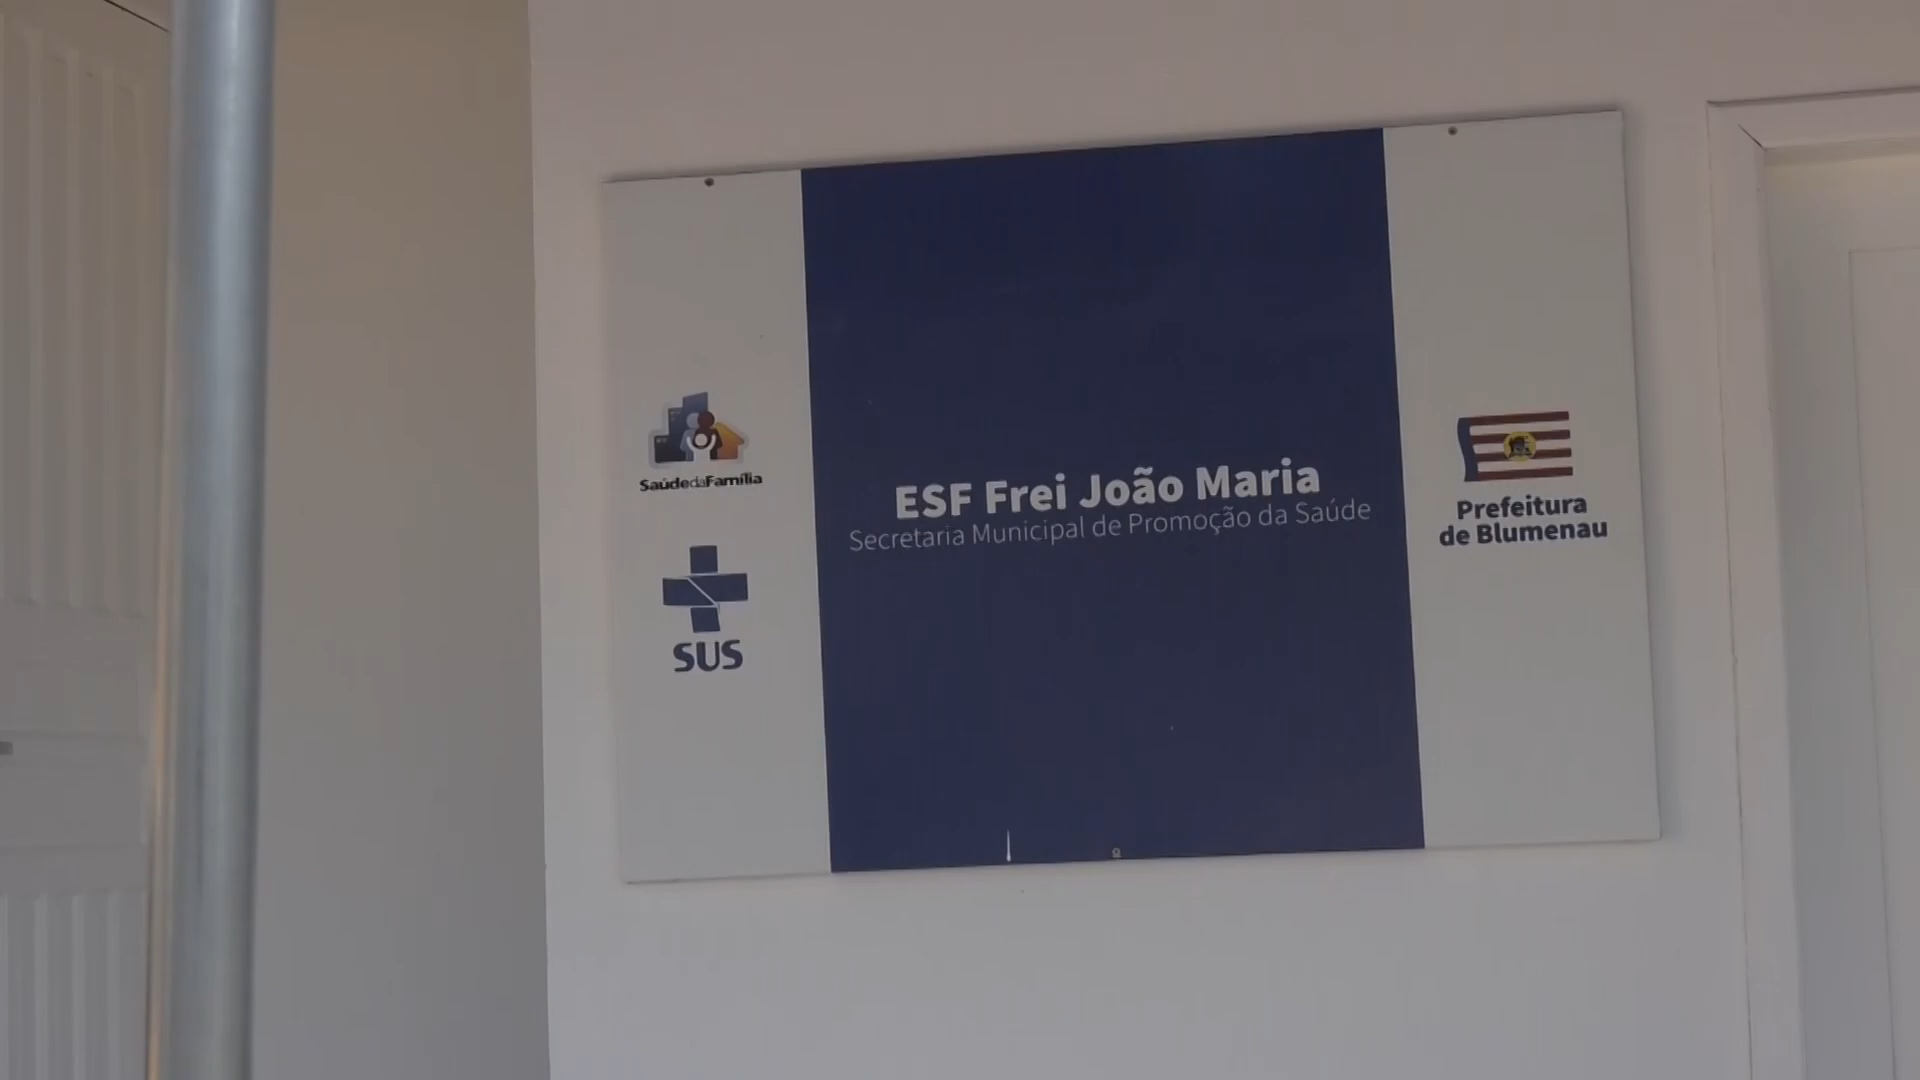 SaúdedaFamília
SUS
ESF Frei João Maria
Secretaria Municipal de Promoção da Saúde
Prefeitura
de Blumenau